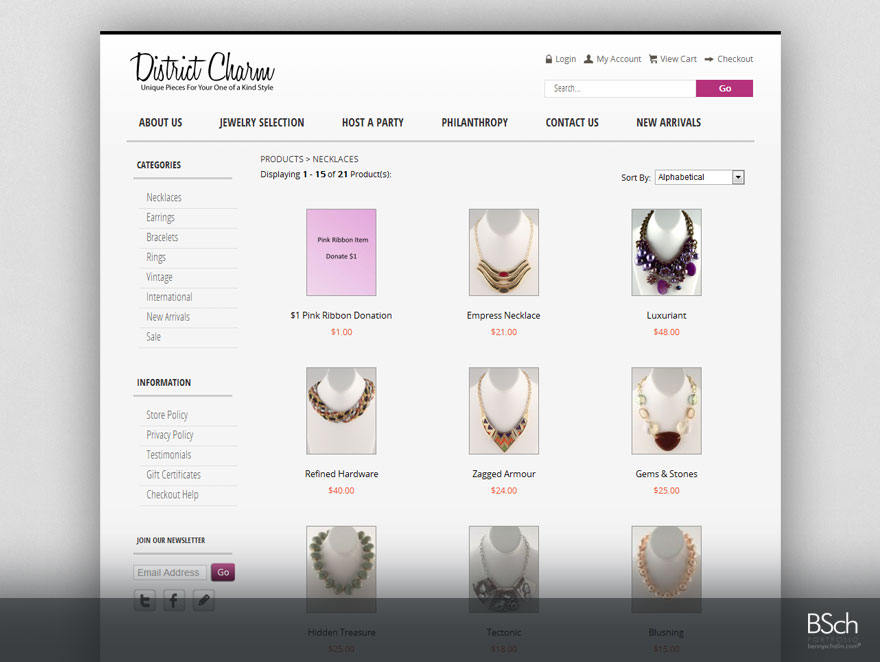 District Charm
Unique Pieces For Your One of a Kind Style
Login My Account View Cart Checkout
Search... Go
ABOUT US JEWELRY SELECTION HOST A PARTY PHILANTHROPY CONTACT US NEW ARRIVALS
CATEGORIES
Necklaces
Earrings
Bracelets
Rings
Vintage
International
New Arrivals
Sale
INFORMATION
Store Policy
Privacy Policy
Testimonials
Gift Certificates
Checkout Help
JOIN OUR NEWSLETTER
Email Address Go
PRODUCTS > NECKLACES
Displaying 1 - 15 of 21 Product(s):
Sort By: Alphabetical
Pink Ribbon Item
Donate $1
$1 Pink Ribbon Donation Empress Necklace Luxuriant
$1.00 $21.00 $48.00
Refined Hardware Zagged Armour Gems & Stones
$40.00 $24.00 $25.00
Hidden Treasure Tectonic Blushing
$25.00 $18.00 $15.00
BSch
PORTFOLIO